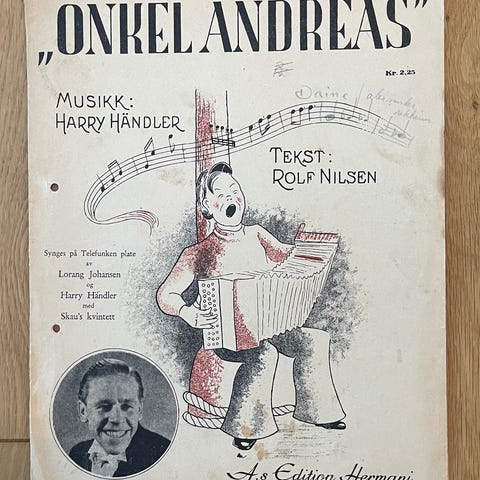 „ONKEL ANDREAS”
Kr. 2,25
Daine
MUSIKK:
HARRY HÄNDLER
TEKST:
ROLF NILSEN
Synges på Telefunken plate
av
Lorang Johansen
og
Harry Händler
med
Skau's kvintett
A.s Edition Hermani